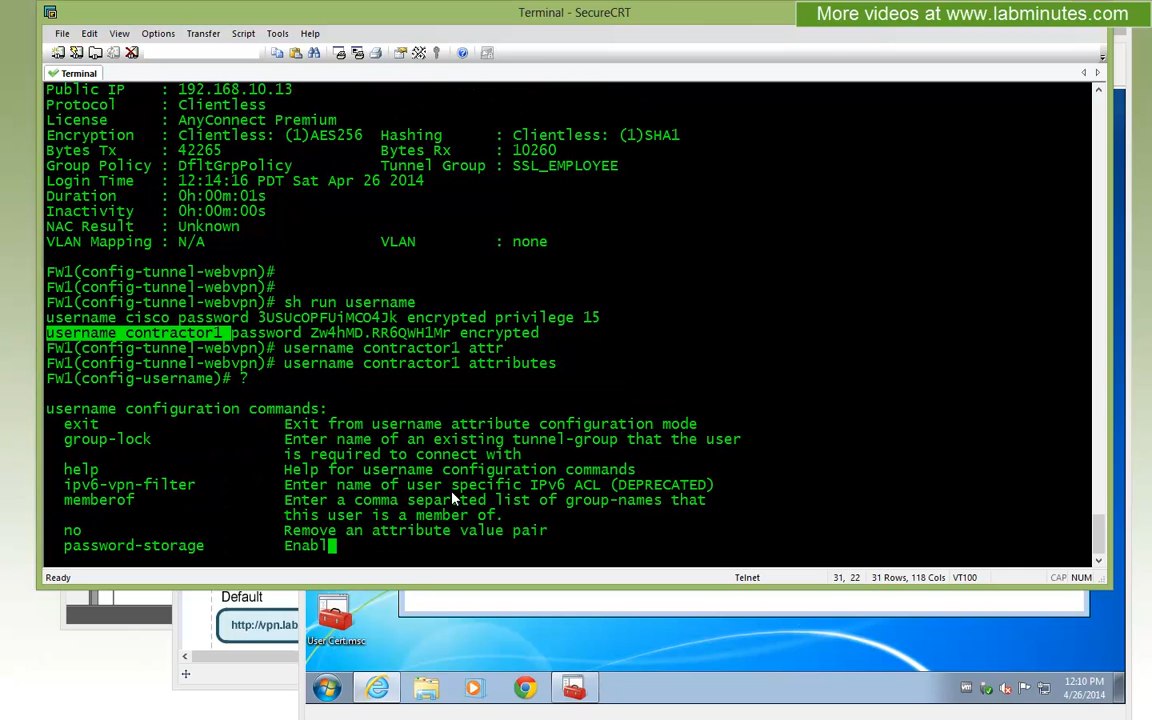 Terminal - SecureCRT
More videos at www.labminutes.com
File Edit View Options Transfer Script Tools Help
Terminal
Public IP : 192.168.10.13
Protocol : Clientless
License : AnyConnect Premium
Encryption : Clientless: (1)AES256 Hashing : Clientless: (1)SHA1
Bytes Tx : 42265 Bytes Rx : 10260
Group Policy : DfltGrpPolicy Tunnel Group : SSL_EMPLOYEE
Login Time : 12:14:16 PDT Sat Apr 26 2014
Duration : 0h:00m:01s
Inactivity : 0h:00m:00s
NAC Result : Unknown
VLAN Mapping : N/A VLAN : none
FW1(config-tunnel-webvpn)#
FW1(config-tunnel-webvpn)#
FW1(config-tunnel-webvpn)# sh run username
username cisco password 3USUcOPFUiMCO4Jk encrypted privilege 15
username contractor1 password Zw4hMD.RR6QWH1Mr encrypted
FW1(config-tunnel-webvpn)# username contractor1 attr
FW1(config-tunnel-webvpn)# username contractor1 attributes
FW1(config-username)# ?
username configuration commands:
exit Exit from username attribute configuration mode
group-lock Enter name of an existing tunnel-group that the user
is required to connect with
help Help for username configuration commands
ipv6-vpn-filter Enter name of user specific IPv6 ACL (DEPRECATED)
memberof Enter a comma separated list of group-names that
this user is a member of.
no Remove an attribute value pair
password-storage Enabl
Ready Telnet 31, 22 31 Rows, 118 Cols VT100 CAP NUM
Default
http://vpn.lab
User Cert.msc
12:10 PM
4/26/2014